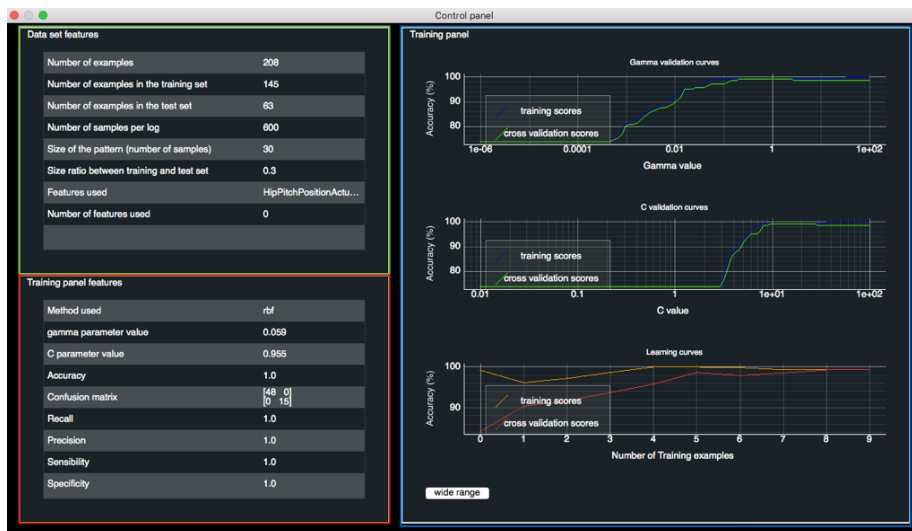 Control panel
Data set features
Number of examples 208
Number of examples in the training set 145
Number of examples in the test set 63
Number of samples per log 600
Size of the pattern (number of samples) 30
Size ratio between training and test set 0.3
Features used HipPitchPositionActu...
Number of features used 0
Training panel features
Method used rbf
gamma parameter value 0.059
C parameter value 0.955
Accuracy 1.0
Confusion matrix [48 0]
[0 15]
Recall 1.0
Precision 1.0
Sensibility 1.0
Specificity 1.0
Training panel
Gamma validation curves
Accuracy (%)
100
90
80
training scores
cross validation scores
1e-06 0.0001 0.01 1 1e+02
Gamma value
C validation curves
Accuracy (%)
100
90
80
training scores
cross validation scores
0.01 0.1 1 1e+01 1e+02
C value
Learning curves
Accuracy (%)
100
90
training scores
cross validation scores
0 1 2 3 4 5 6 7 8 9
Number of Training examples
wide range